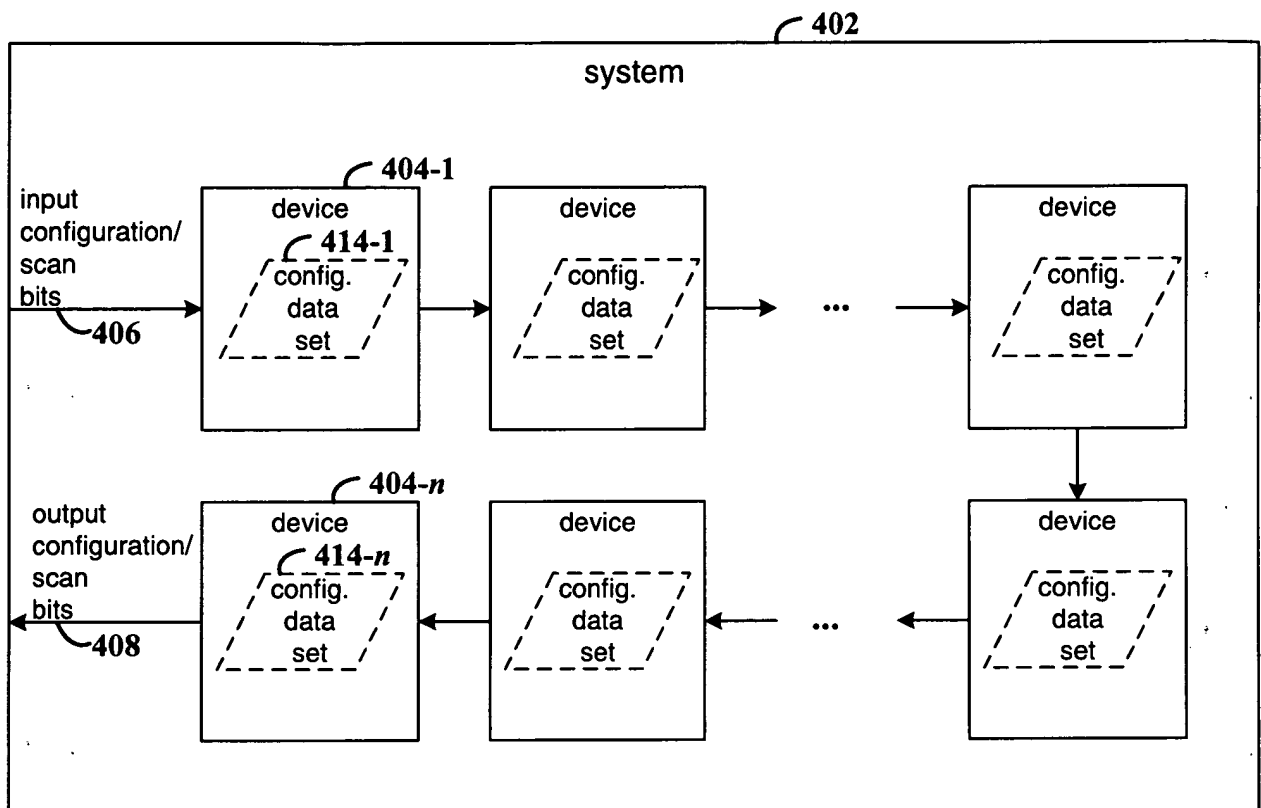 402
system
404-1
input
configuration/
scan
bits
406
device
414-1
config.
data
set
device
config.
data
set
...
device
config.
data
set
404-n
output
configuration/
scan
bits
408
device
414-n
config.
data
set
device
config.
data
set
...
device
config.
data
set